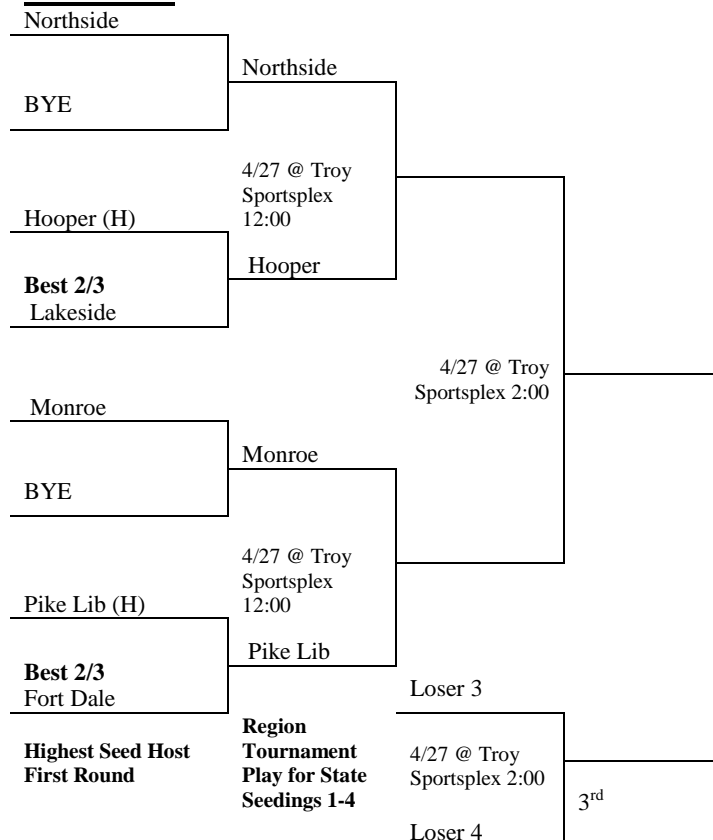 Northside
Northside
BYE
4/27 @ Troy
Sportsplex
12:00
Hooper (H)
Hooper
Best 2/3
Lakeside
4/27 @ Troy
Sportsplex 2:00
Monroe
Monroe
BYE
4/27 @ Troy
Sportsplex
12:00
Pike Lib (H)
Pike Lib
Best 2/3
Fort Dale
Loser 3
Highest Seed Host
First Round
Region
Tournament
Play for State
Seedings 1-4
4/27 @ Troy
Sportsplex 2:00
3rd
Loser 4